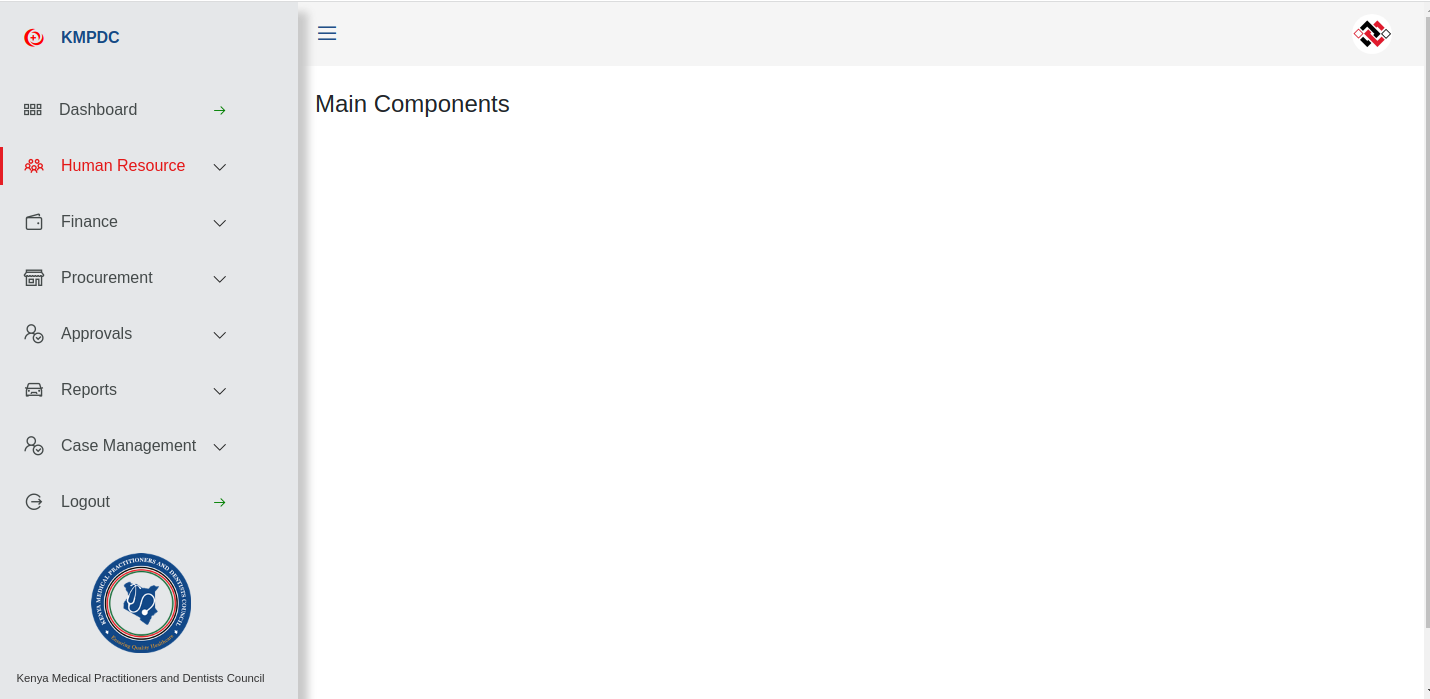 KMPDC
Main Components
Dashboard
Human Resource
Finance
Procurement
Approvals
Reports
Case Management
Logout
KENYA MEDICAL PRACTITIONERS AND DENTISTS COUNCIL
Ensuring Quality Healthcare
Kenya Medical Practitioners and Dentists Council